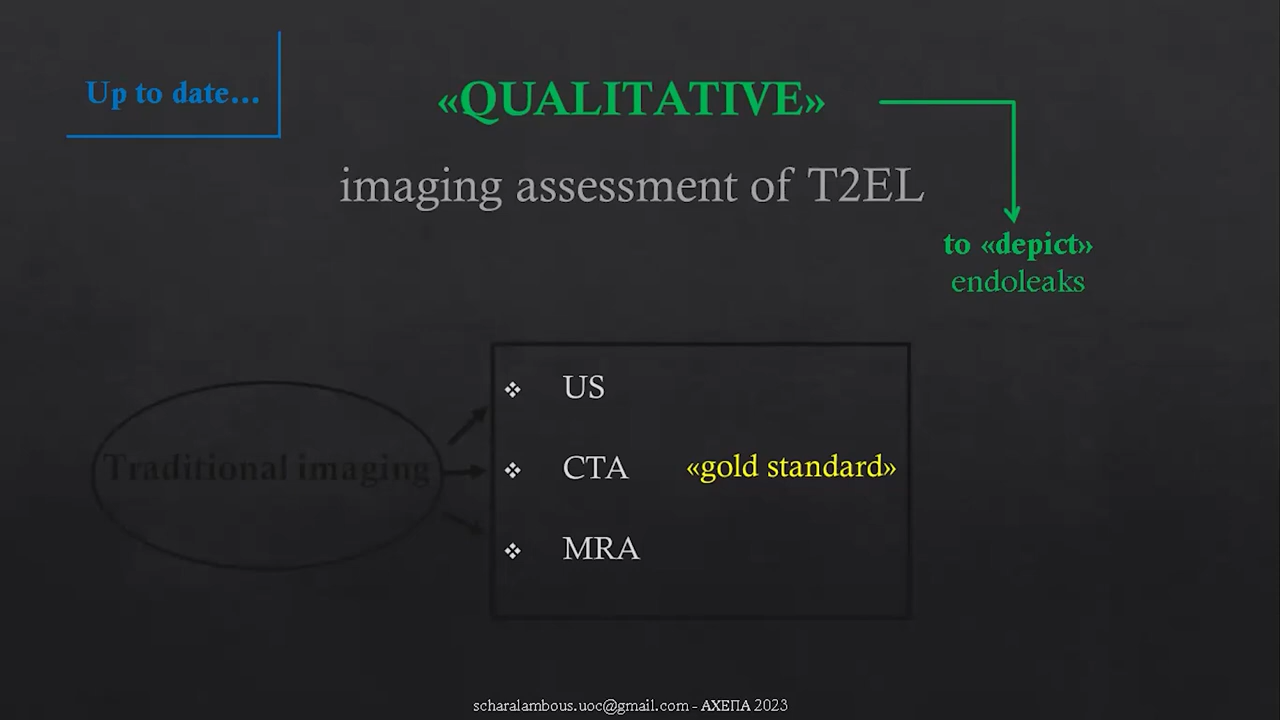 Up to date...
«QUALITATIVE»
imaging assessment of T2EL
to «depict»
endoleaks
Traditional imaging
❖ US
❖ CTA «gold standard»
❖ MRA
scharalambous.uoc@gmail.com - ΑΧΕΠΑ 2023